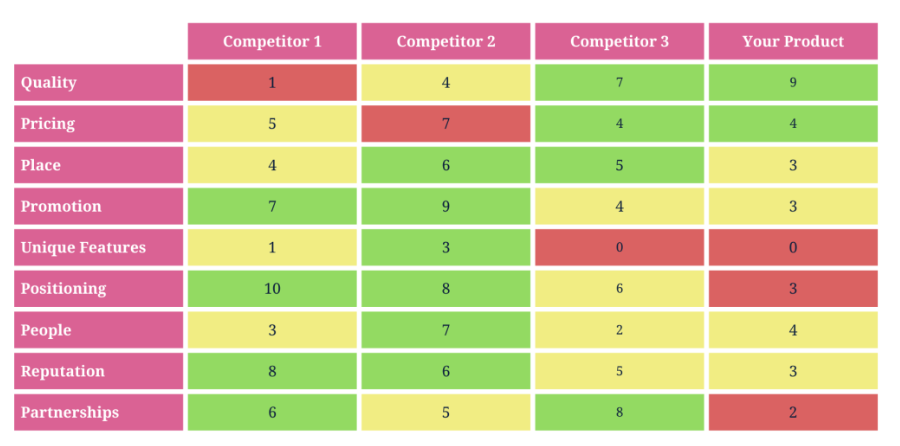 Competitor 1 Competitor 2 Competitor 3 Your Product
Quality 1 4 7 9
Pricing 5 7 4 4
Place 4 6 5 3
Promotion 7 9 4 3
Unique Features 1 3 0 0
Positioning 10 8 6 3
People 3 7 2 4
Reputation 8 6 5 3
Partnerships 6 5 8 2